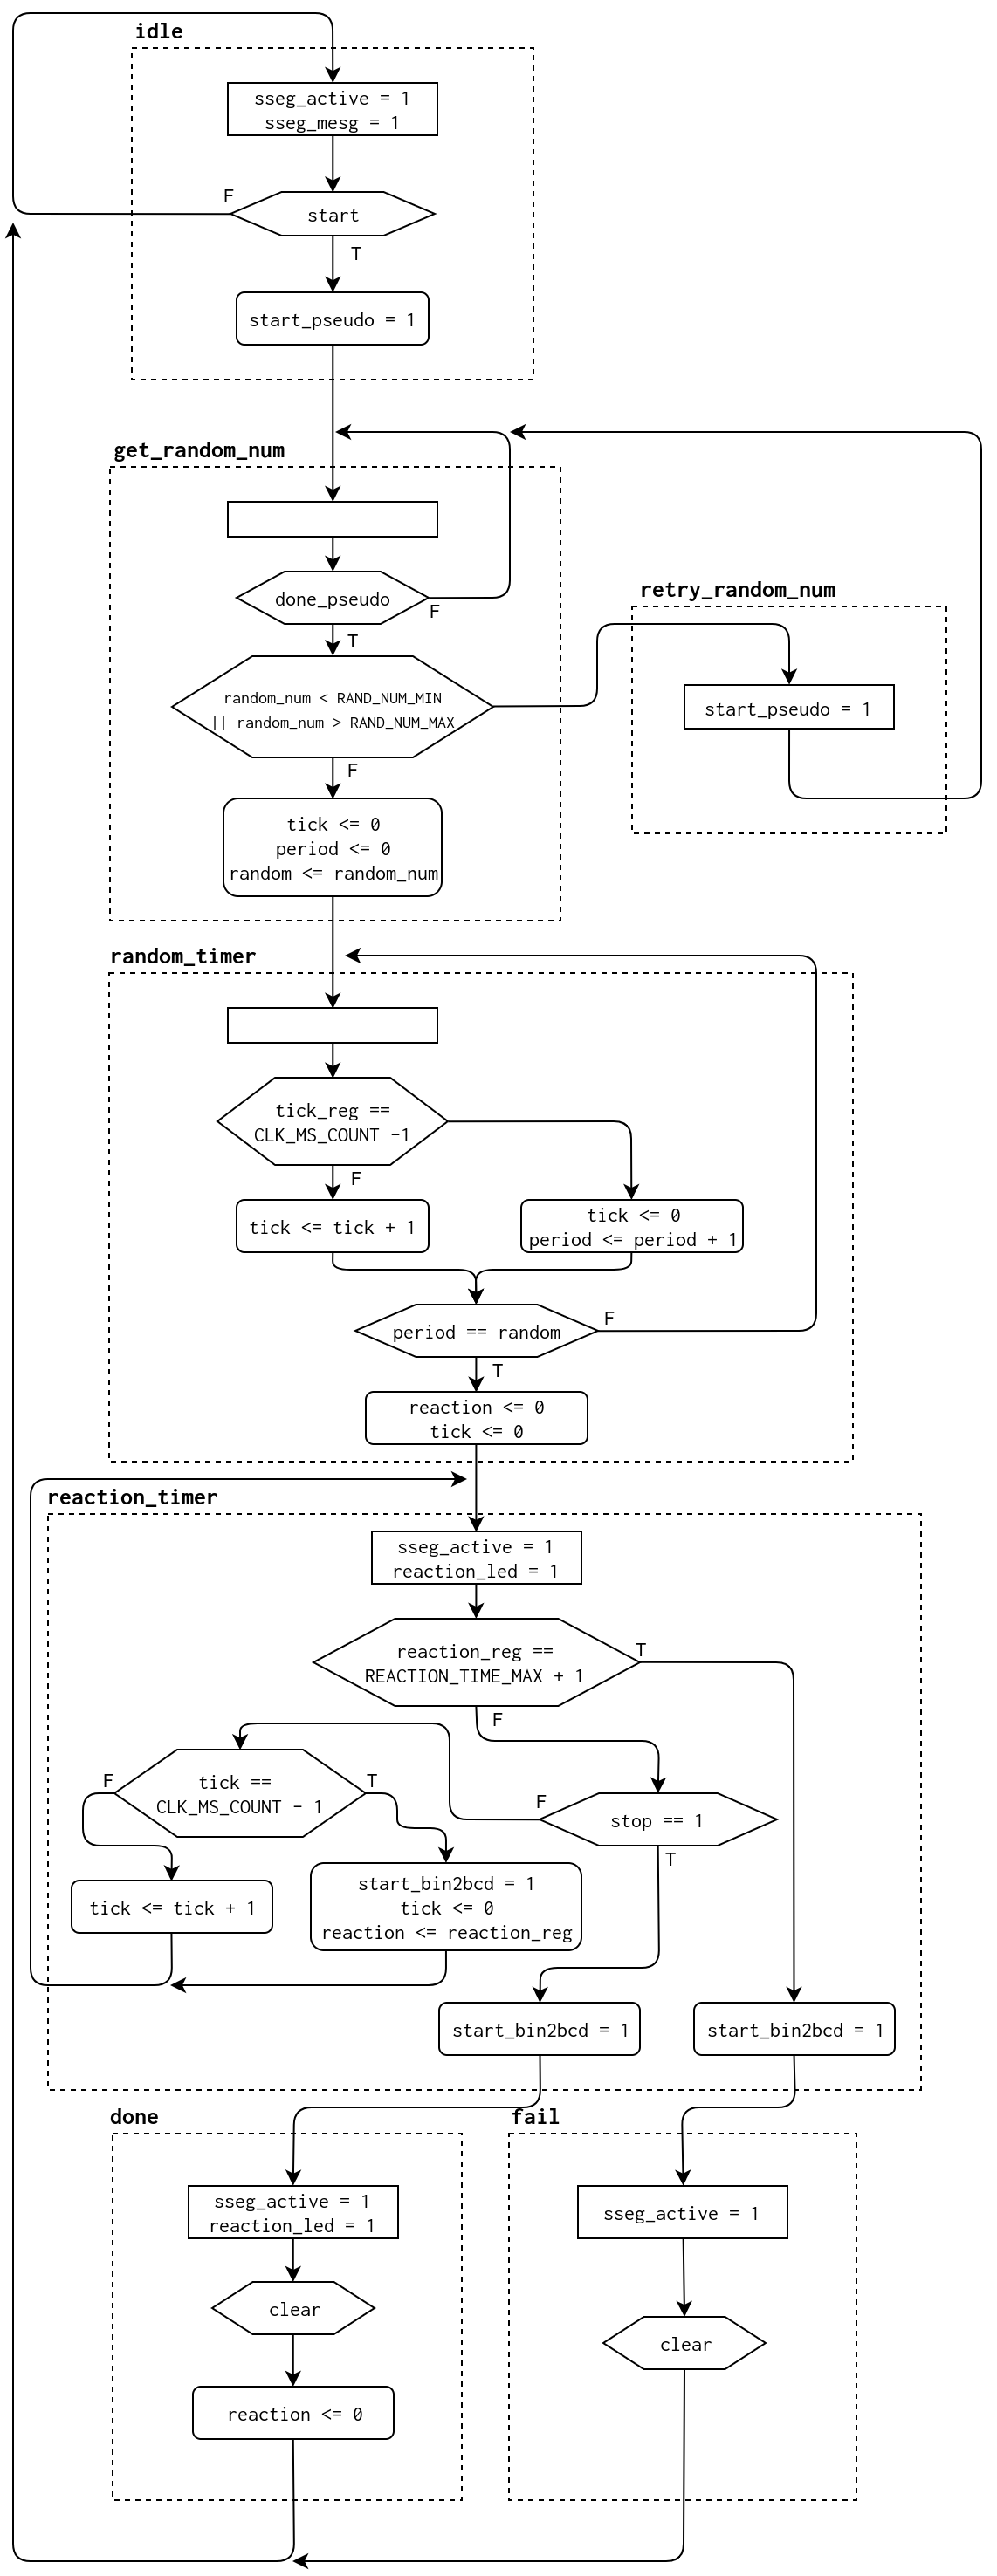 idle
sseg_active = 1
sseg_mesg = 1
F
start
T
start_pseudo = 1
get_random_num
done_pseudo
F
T
retry_random_num
random_num < RAND_NUM_MIN
|| random_num > RAND_NUM_MAX
start_pseudo = 1
F
tick <= 0
period <= 0
random <= random_num
random_timer
tick_reg ==
CLK_MS_COUNT -1
F
tick <= tick + 1
tick <= 0
period <= period + 1
period == random
F
T
reaction <= 0
tick <= 0
reaction_timer
sseg_active = 1
reaction_led = 1
reaction_reg ==
REACTION_TIME_MAX + 1
T
F
F
tick ==
CLK_MS_COUNT - 1
T
F
stop == 1
T
tick <= tick + 1
start_bin2bcd = 1
tick <= 0
reaction <= reaction_reg
start_bin2bcd = 1
start_bin2bcd = 1
done
sseg_active = 1
reaction_led = 1
clear
reaction <= 0
fail
sseg_active = 1
clear